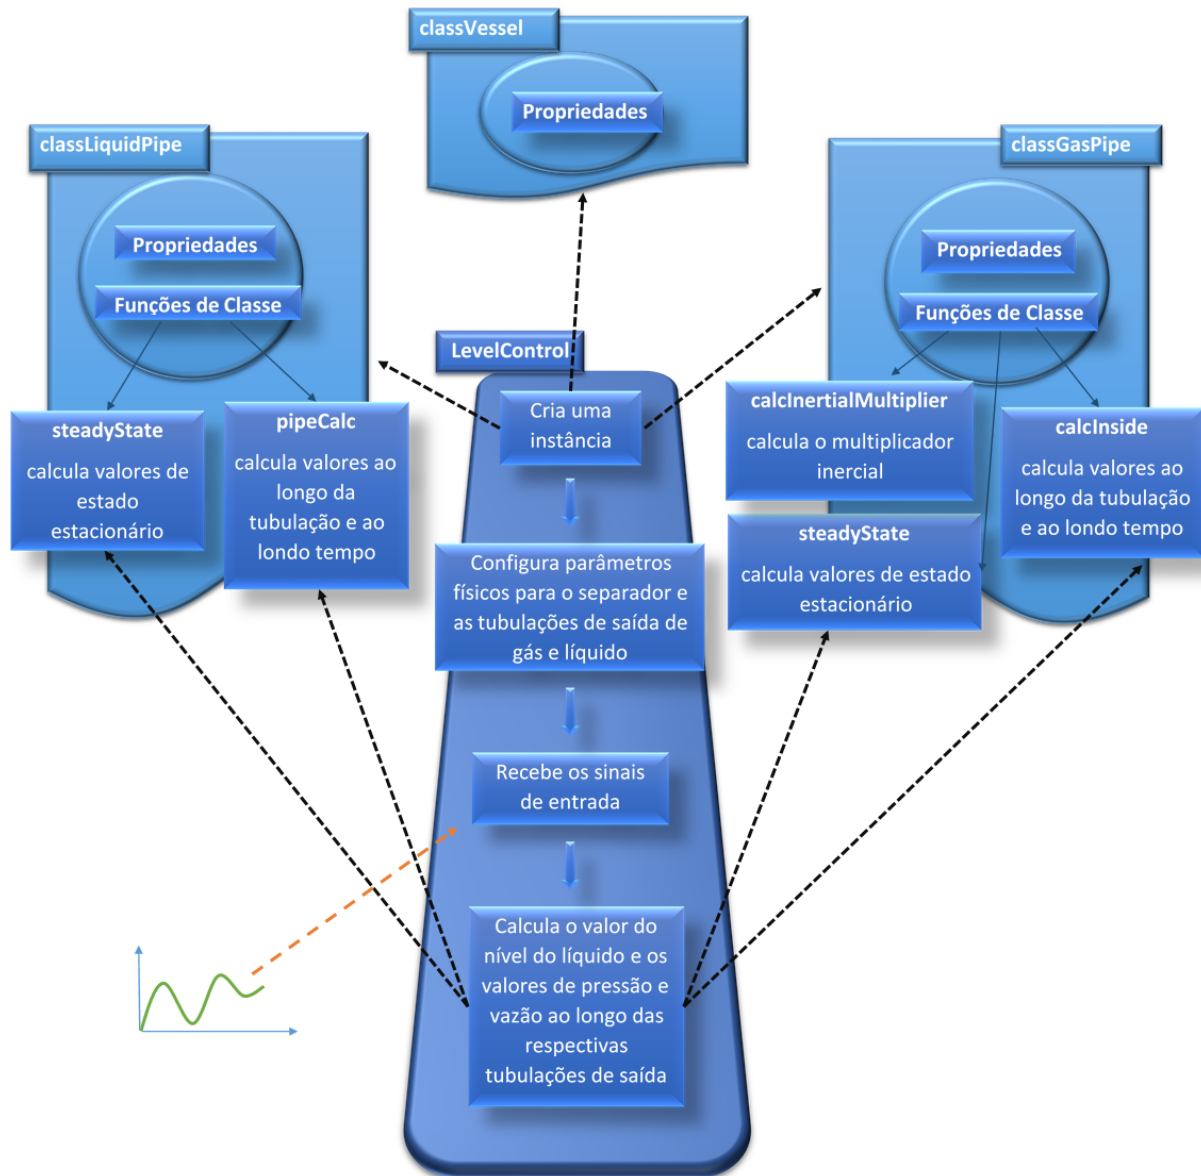 classVessel
Propriedades
classLiquidPipe
Propriedades
Funções de Classe
steadyState
calcula valores de
estado
estacionário
pipeCalc
calcula valores ao
longo da
tubulação e ao
londo tempo
classGasPipe
Propriedades
Funções de Classe
calcInertialMultiplier
calcula o multiplicador
inercial
calcInside
calcula valores ao
longo da tubulação
e ao londo tempo
steadyState
calcula valores de estado
estacionário
LevelControl
Cria uma
instância
Configura parâmetros
físicos para o separador e
as tubulações de saída de
gás e líquido
Recebe os sinais
de entrada
Calcula o valor do
nível do líquido e os
valores de pressão e
vazão ao longo das
respectivas
tubulações de saída